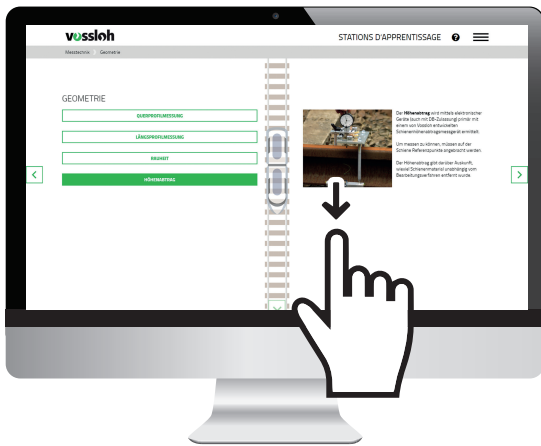 vossloh
STATIONS D'APPRENTISSAGE ?
Messtechnik Geometrie
GEOMETRIE
QUERPROFILMESSUNG
LÄNGSPROFILMESSUNG
RAUHEIT
HÖHENABTRAG
Der Höhenabtrag wird mittels elektronischer
Geräte (auch mit DB-Zulassung) primär mit
einem von Vossloh entwickelten
Schienenhöhenabtragsmessgerät ermittelt.
Um messen zu können, müssen auf der
Schiene Referenzpunkte angebracht werden.
Der Höhenabtrag gibt darüber Auskunft,
wieviel Schienenmaterial unabhängig vom
Bearbeitungsverfahren entfernt wurde.